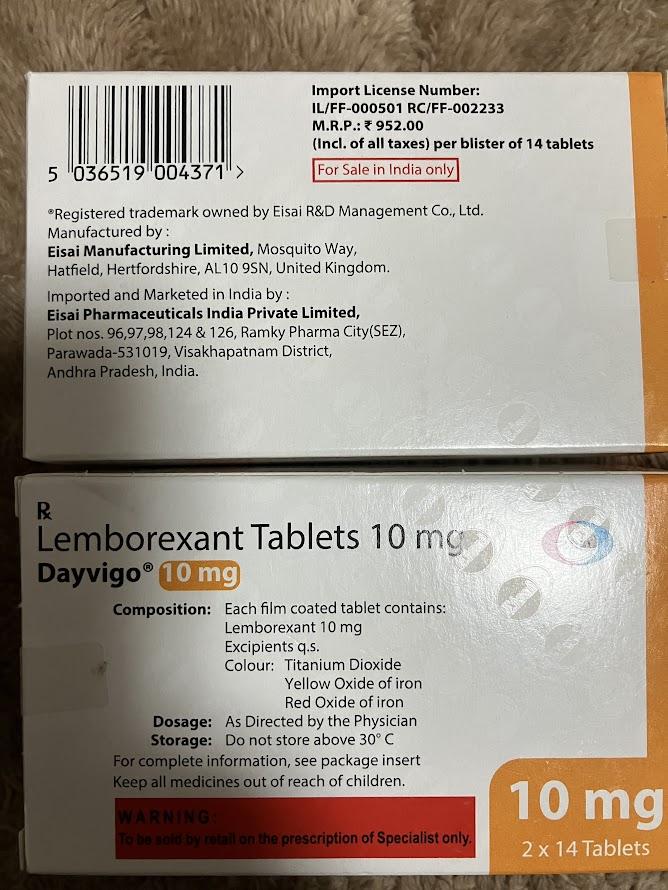 5 036519 004371 >
Import License Number:
IL/FF-000501 RC/FF-002233
M.R.P.: ₹ 952.00
(Incl. of all taxes) per blister of 14 tablets
For Sale in India only
®Registered trademark owned by Eisai R&D Management Co., Ltd.
Manufactured by :
Eisai Manufacturing Limited, Mosquito Way,
Hatfield, Hertfordshire, AL10 9SN, United Kingdom.
Imported and Marketed in India by :
Eisai Pharmaceuticals India Private Limited,
Plot nos. 96,97,98,124 & 126, Ramky Pharma City(SEZ),
Parawada-531019, Visakhapatnam District,
Andhra Pradesh, India.
Rx
Lemborexant Tablets 10 mg
Dayvigo® 10 mg
Composition: Each film coated tablet contains:
Lemborexant 10 mg
Excipients q.s.
Colour: Titanium Dioxide
Yellow Oxide of iron
Red Oxide of iron
Dosage: As Directed by the Physician
Storage: Do not store above 30° C
For complete information, see package insert
Keep all medicines out of reach of children.
WARNING:
To be sold by retail on the prescription of Specialist only.
10 mg
2 x 14 Tablets